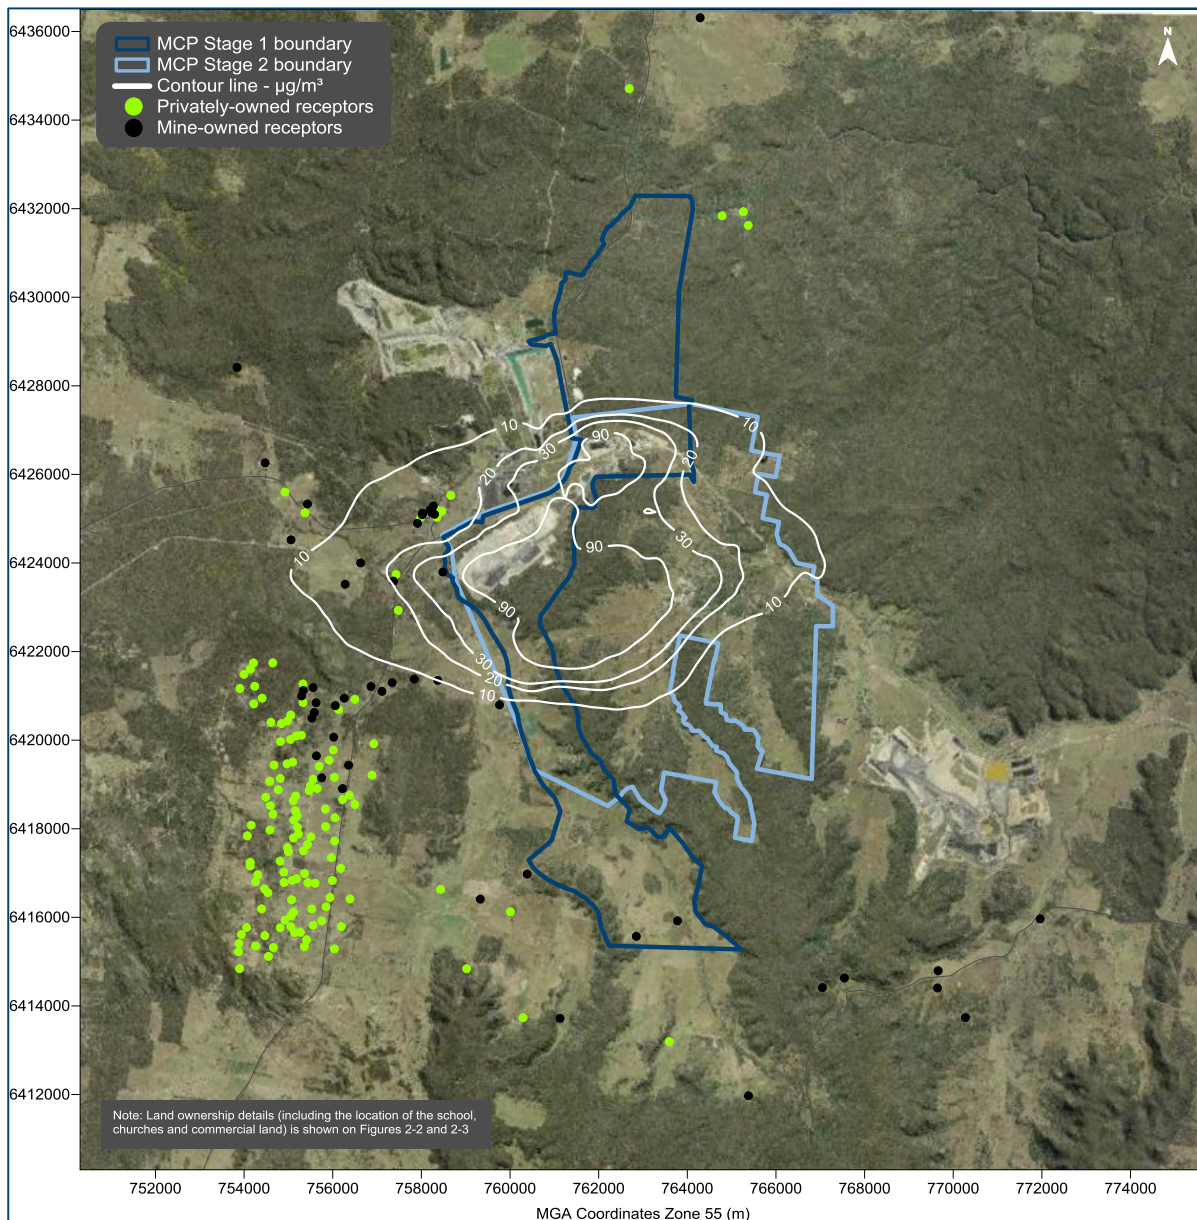 MCP Stage 1 boundary
MCP Stage 2 boundary
Contour line - µg/m³
Privately-owned receptors
Mine-owned receptors
N
6436000
6434000
6432000
6430000
6428000
6426000
6424000
6422000
6420000
6418000
6416000
6414000
6412000
10
90
10
30
20
20
10
90
30
10
90
30
20
10
Note: Land ownership details (including the location of the school,
churches and commercial land) is shown on Figures 2-2 and 2-3
752000 754000 756000 758000 760000 762000 764000 766000 768000 770000 772000 774000
MGA Coordinates Zone 55 (m)